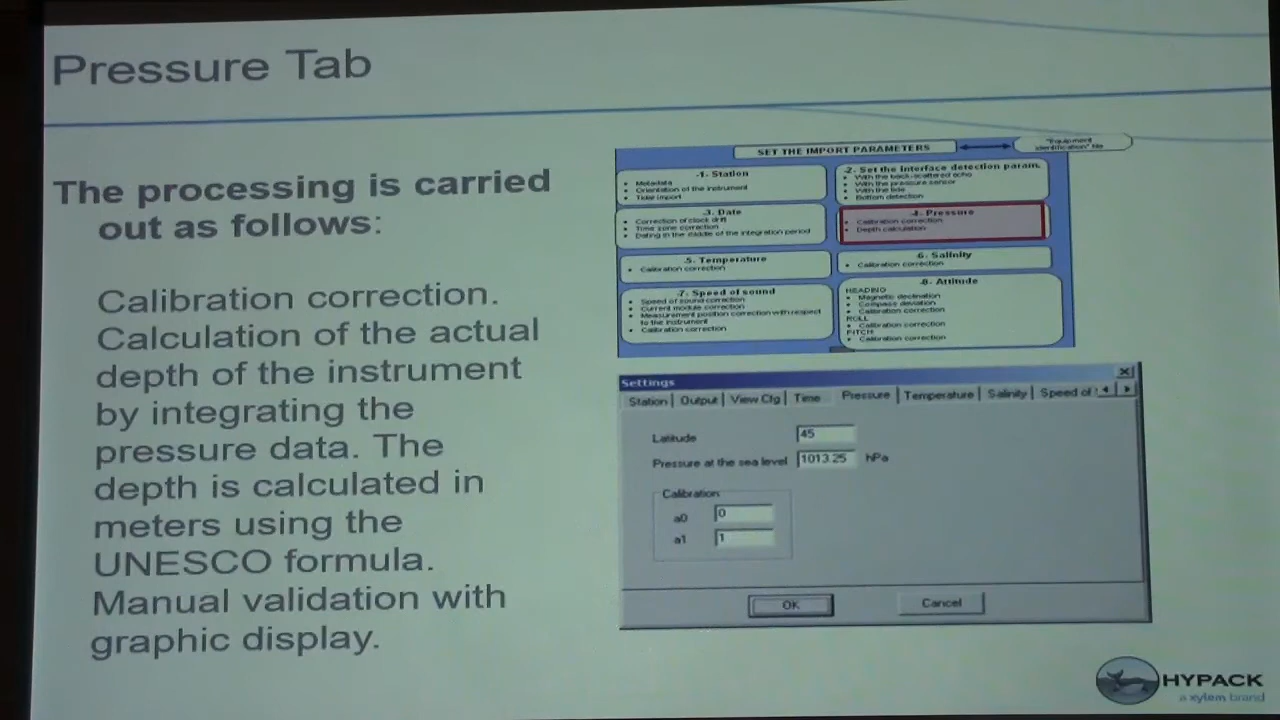 Pressure Tab
The processing is carried
out as follows:
Calibration correction.
Calculation of the actual
depth of the instrument
by integrating the
pressure data. The
depth is calculated in
meters using the
UNESCO formula.
Manual validation with
graphic display.
SET THE IMPORT PARAMETERS
"Equipment
identification" file
-1- Station
Metadata
Orientation of the instrument
Tidar import
-2- Set the Interface detection param.
With the back-scattered echo
With the pressure sensor
With the tide
Bottom detection
-3. Date
Correction of clock drift
Time zone correction
Dating in the middle of the integration period
-4- Pressure
Calibration correction
Depth calculation
-5- Temperature
Calibration correction
-6- Salinity
Calibration correction
-7- Speed of sound
Speed of sound correction
Current module correction
Measurement position correction with respect
to the instrument
Calibration correction
-8- Attitude
HEADING
Magnetic declination
Compass deviation
Calibration correction
ROLL
Calibration correction
PITCH
Calibration correction
Settings
Station Output View Cfg Time Pressure Temperature Salinity Speed of
Latitude 45
Pressure at the sea level 1013.25 hPa
Calibration
a0 0
a1 1
OK Cancel
HYPACK
a xylem brand